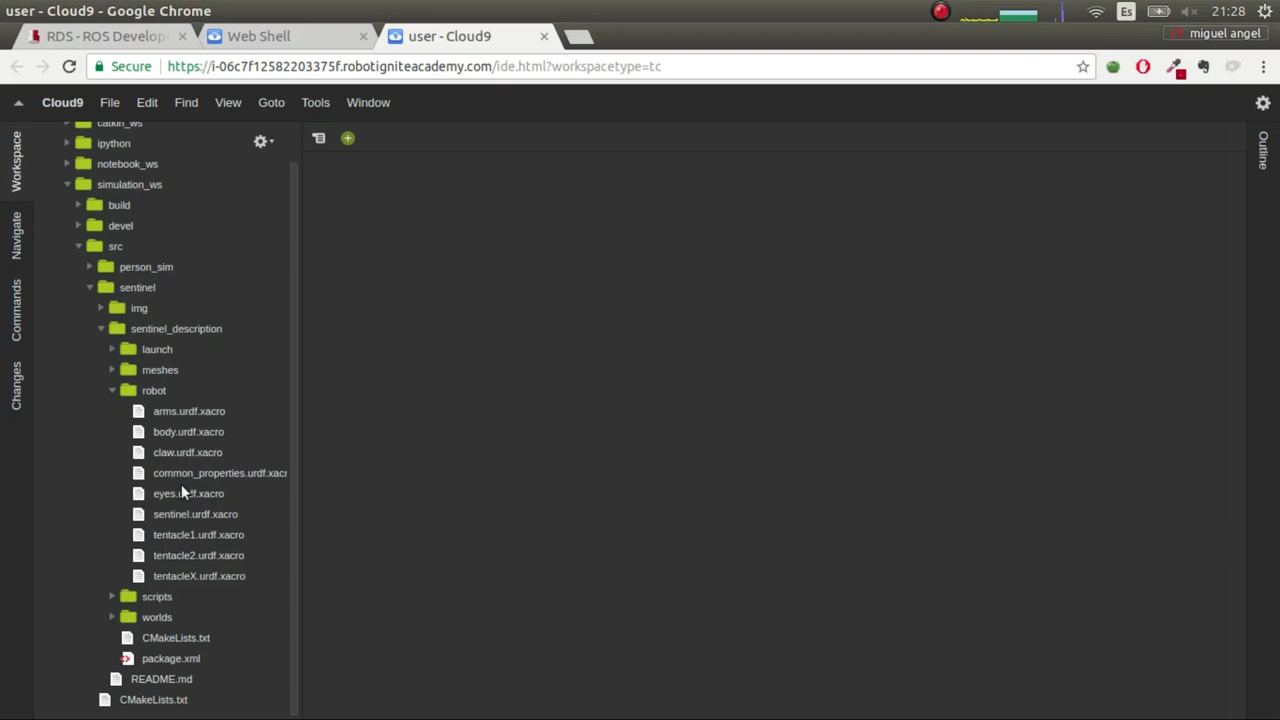 user - Cloud9 - Google Chrome
Es
21:28
RDS - ROS Develop
Web Shell
user - Cloud9
miguel angel
Secure
https://i-06c7f12582203375f.robotigniteacademy.com/ide.html?workspacetype=tc
Cloud9 File Edit Find View Goto Tools Window
Workspace
Navigate
Commands
Changes
catkin_ws
ipython
notebook_ws
simulation_ws
build
devel
src
person_sim
sentinel
img
sentinel_description
launch
meshes
robot
arms.urdf.xacro
body.urdf.xacro
claw.urdf.xacro
common_properties.urdf.xacr
eyes.urdf.xacro
sentinel.urdf.xacro
tentacle1.urdf.xacro
tentacle2.urdf.xacro
tentacleX.urdf.xacro
scripts
worlds
CMakeLists.txt
package.xml
README.md
CMakeLists.txt
Outline